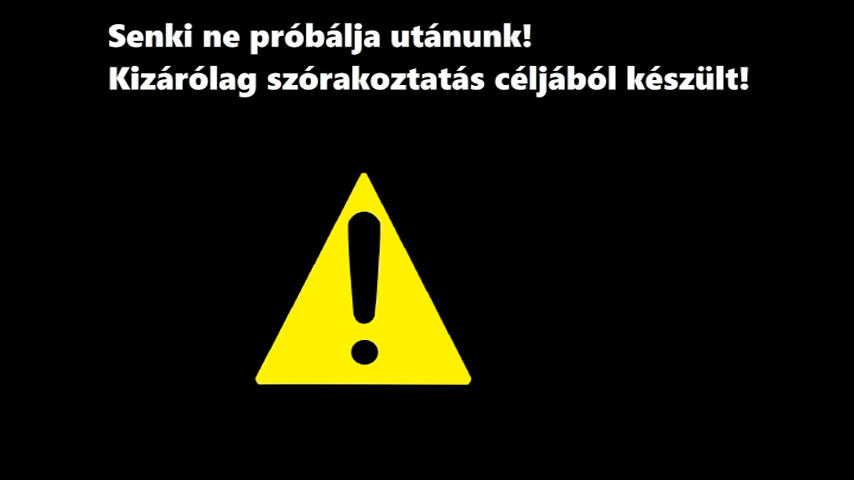 Senki ne próbálja utánunk!
Kizárólag szórakoztatás céljából készült!